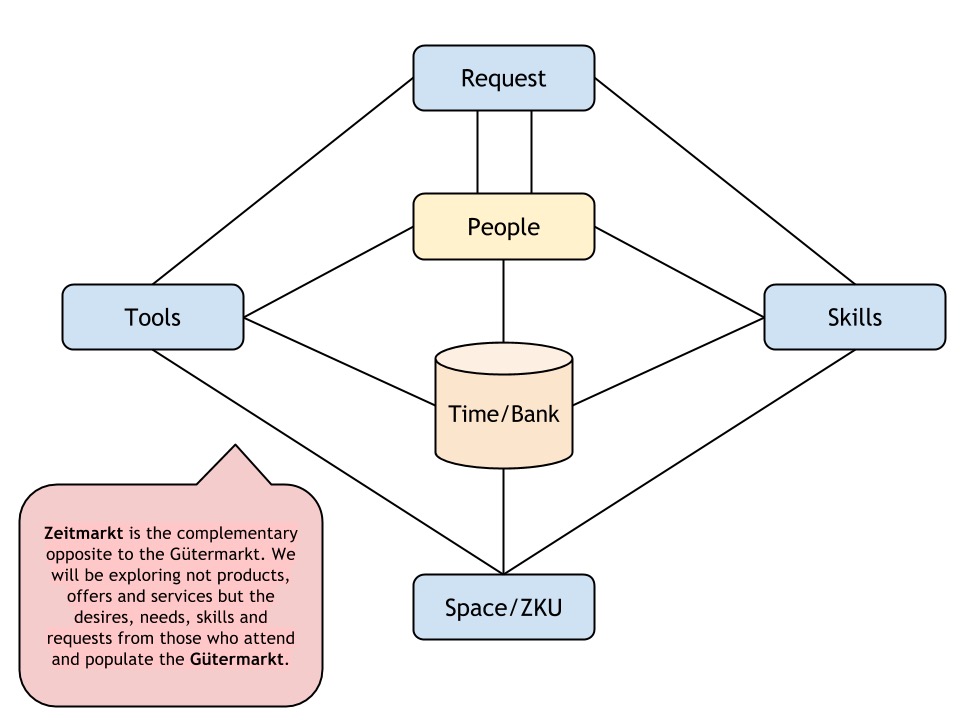 Request
People
Tools
Skills
Time/Bank
Zeitmarkt is the complementary
opposite to the Gütermarkt. We
will be exploring not products,
offers and services but the
desires, needs, skills and
requests from those who attend
and populate the Gütermarkt.
Space/ZKU